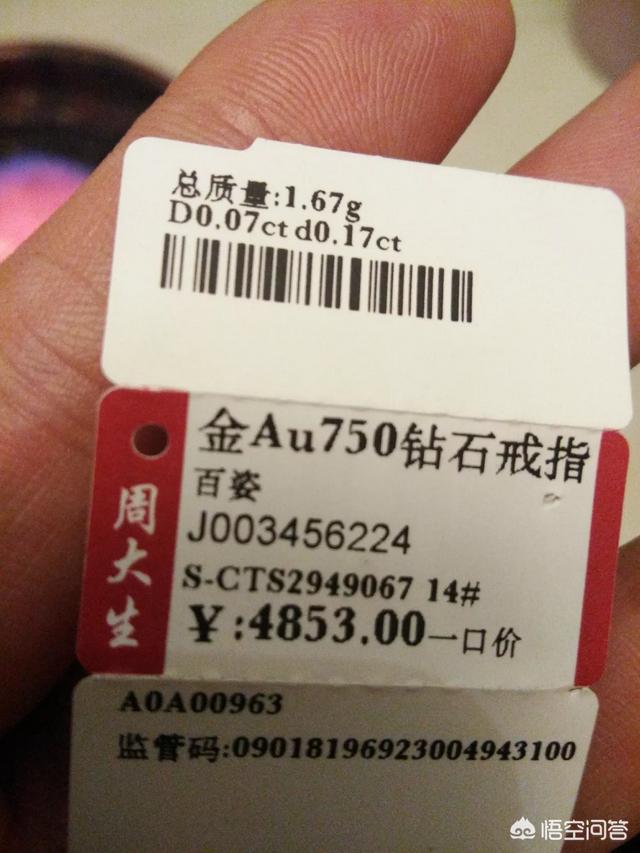 总质量:1.67g
D0.07ct d0.17ct
金Au750钻石戒指
百姿
J003456224
S-CTS2949067 14#
¥:4853.00一口价
周大生
A0A00963
监管码:09018196923004943100
悟空问答